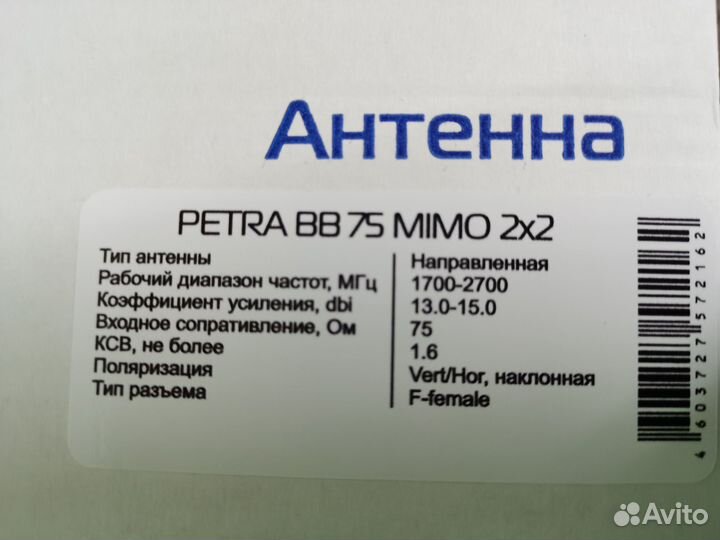 Антенна
PETRA BB 75 MIMO 2x2
Тип антенны Направленная
Рабочий диапазон частот, МГц 1700-2700
Коэффициент усиления, dbi 13.0-15.0
Входное сопративление, Ом 75
КСВ, не более 1.6
Поляризация Vert/Hor, наклонная
Тип разъема F-female
4603727572162
Avito